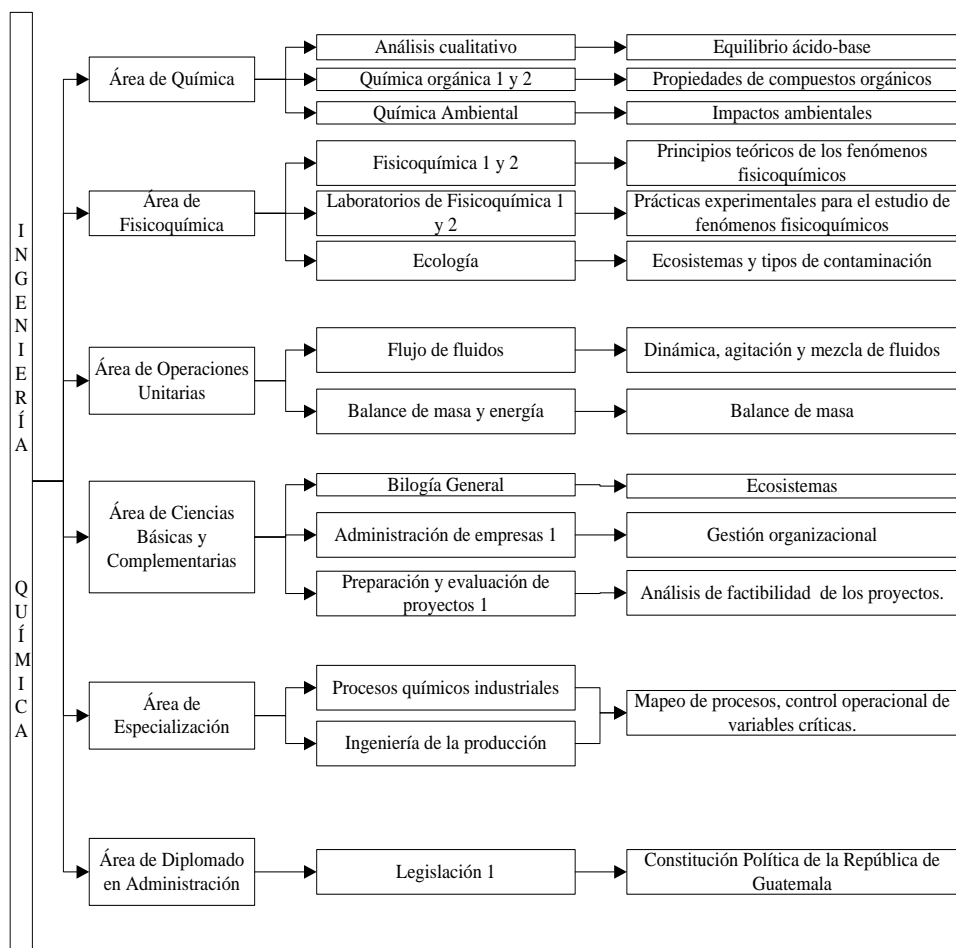 INGENIERÍA
QUÍMICA
Área de Química
Análisis cualitativo
Equilibrio ácido-base
Química orgánica 1 y 2
Propiedades de compuestos orgánicos
Química Ambiental
Impactos ambientales
Área de
Fisicoquímica
Fisicoquímica 1 y 2
Principios teóricos de los fenómenos
fisicoquímicos
Laboratorios de Fisicoquímica 1
y 2
Prácticas experimentales para el estudio de
fenómenos fisicoquímicos
Ecología
Ecosistemas y tipos de contaminación
Área de Operaciones
Unitarias
Flujo de fluidos
Dinámica, agitación y mezcla de fluidos
Balance de masa y energía
Balance de masa
Área de Ciencias
Básicas y
Complementarias
Bilogía General
Ecosistemas
Administración de empresas 1
Gestión organizacional
Preparación y evaluación de
proyectos 1
Análisis de factibilidad de los proyectos.
Área de
Especialización
Procesos químicos industriales
Ingeniería de la producción
Mapeo de procesos, control operacional de
variables críticas.
Área de Diplomado
en Administración
Legislación 1
Constitución Política de la República de
Guatemala